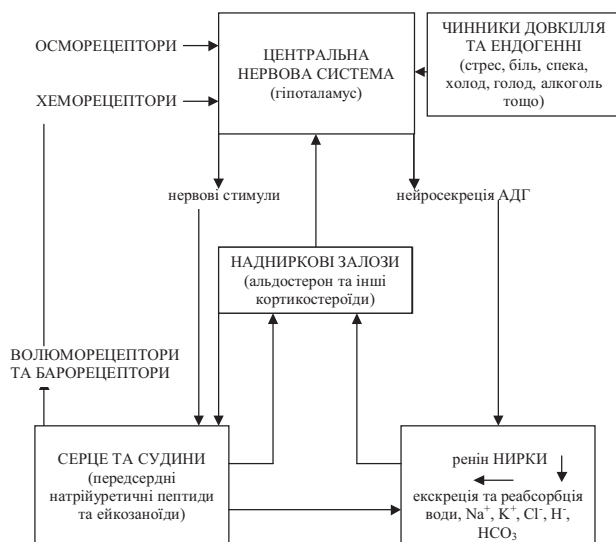 ОСМОРЕЦЕПТОРИ
ХЕМОРЕЦЕПТОРИ
ЦЕНТРАЛЬНА
НЕРВОВА СИСТЕМА
(гіпоталамус)
ЧИННИКИ ДОВКІЛЛЯ
ТА ЕНДОГЕННІ
(стрес, біль, спека,
холод, голод, алкоголь
тощо)
нервові стимули
нейросекреція АДГ
НАДНИРКОВІ ЗАЛОЗИ
(альдостерон та інші
кортикостероїди)
ВОЛЮМОРЕЦЕПТОРИ
ТА БАРОРЕЦЕПТОРИ
СЕРЦЕ ТА СУДИНИ
(передсердні
натрійуретичні пептиди
та ейкозаноїди)
ренін НИРКИ
екскреція та реабсорбція
води, Na⁺, K⁺, Cl⁻, H⁻,
HCO₃